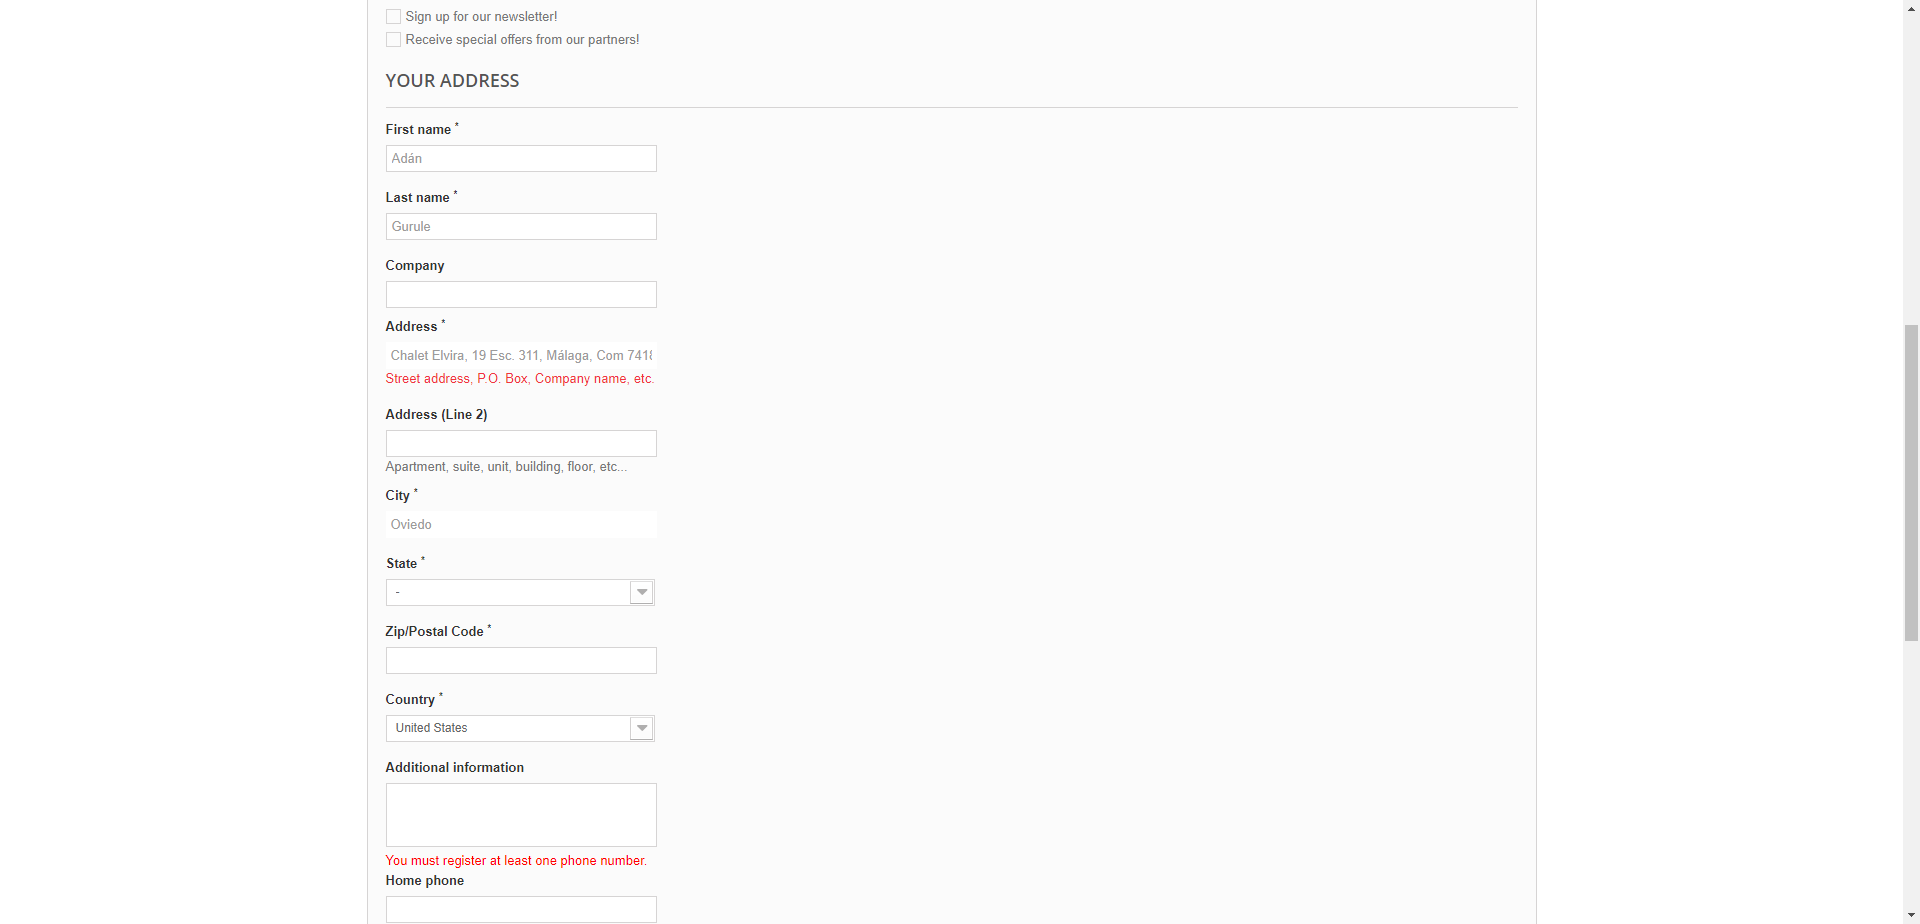 Sign up for our newsletter!
Receive special offers from our partners!
YOUR ADDRESS
First name *
Adán
Last name *
Gurule
Company
Address *
Chalet Elvira, 19 Esc. 311, Málaga, Com 7418
Street address, P.O. Box, Company name, etc.
Address (Line 2)
Apartment, suite, unit, building, floor, etc...
City *
Oviedo
State *
-
Zip/Postal Code *
Country *
United States
Additional information
You must register at least one phone number.
Home phone